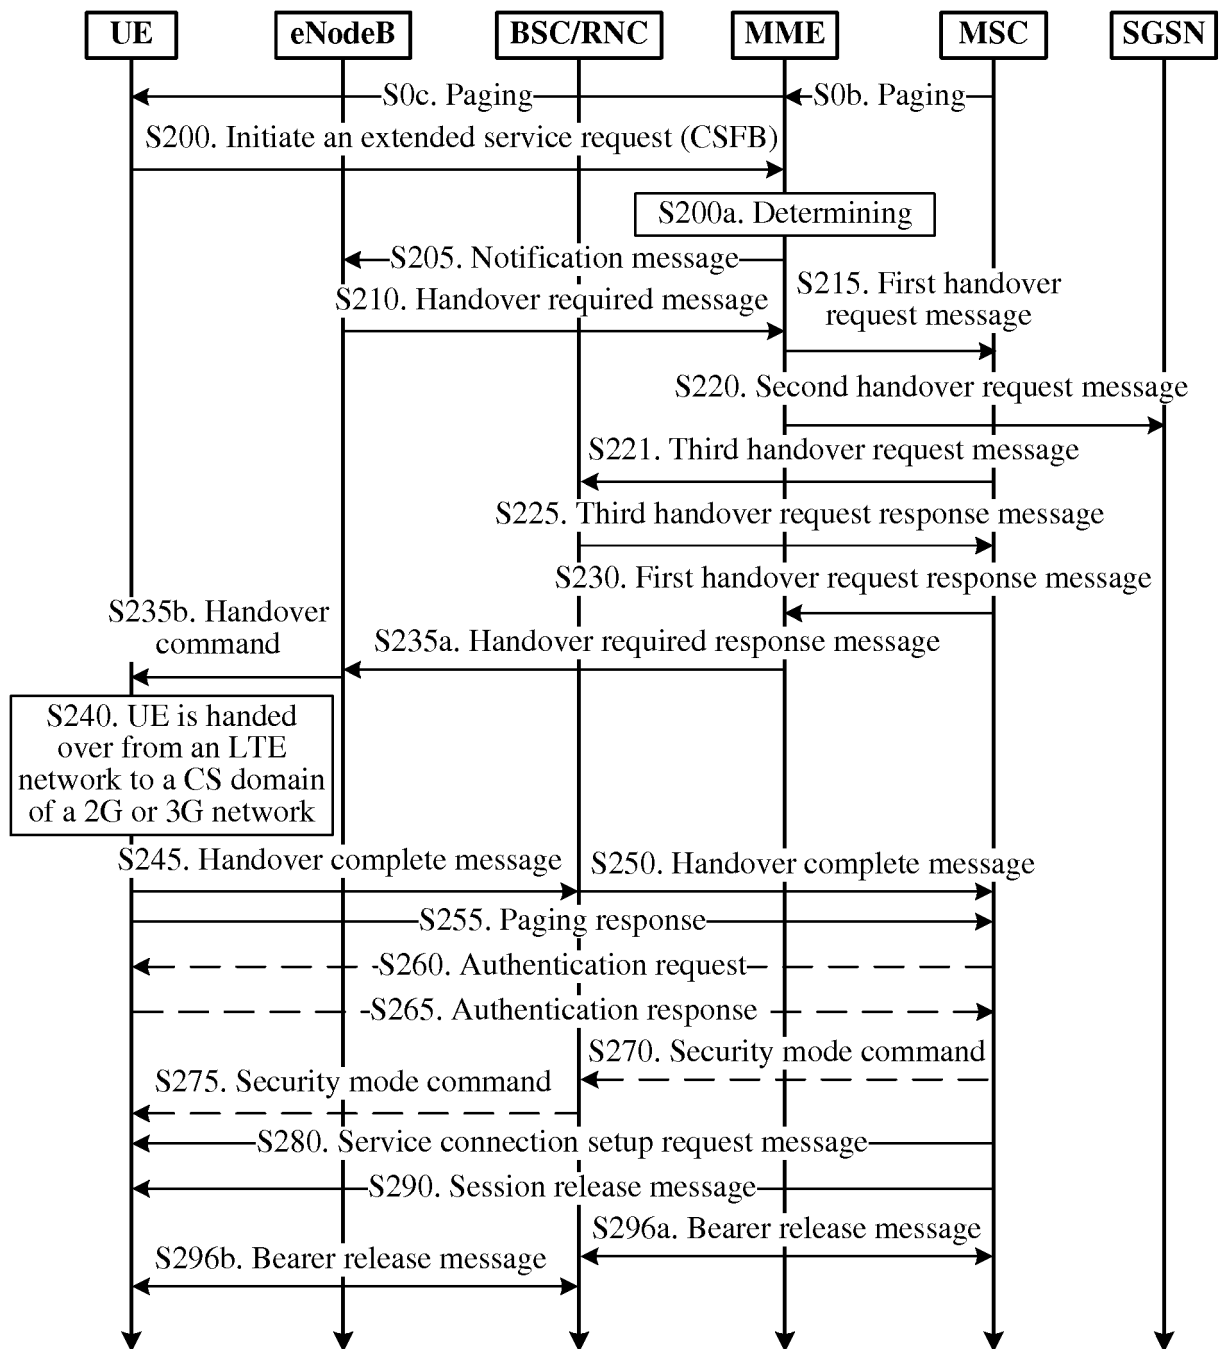 UE
eNodeB
BSC/RNC
MME
MSC
SGSN
S0c. Paging
S0b. Paging
S200. Initiate an extended service request (CSFB)
S200a. Determining
S205. Notification message
S210. Handover required message
S215. First handover
request message
S220. Second handover request message
S221. Third handover request message
S225. Third handover request response message
S230. First handover request response message
S235b. Handover
command
S235a. Handover required response message
S240. UE is handed
over from an LTE
network to a CS domain
of a 2G or 3G network
S245. Handover complete message
S250. Handover complete message
S255. Paging response
S260. Authentication request
S265. Authentication response
S270. Security mode command
S275. Security mode command
S280. Service connection setup request message
S290. Session release message
S296a. Bearer release message
S296b. Bearer release message